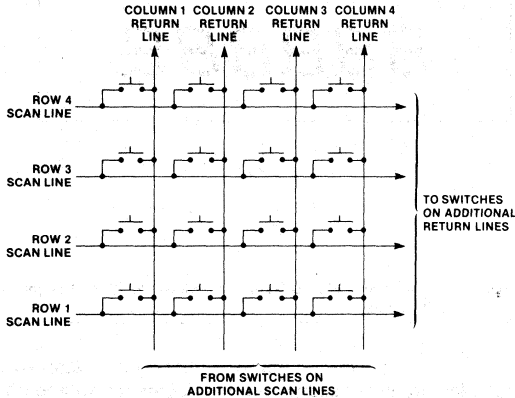 COLUMN 1 COLUMN 2 COLUMN 3 COLUMN 4
RETURN RETURN RETURN RETURN
LINE LINE LINE LINE
ROW 4
SCAN LINE
ROW 3
SCAN LINE
ROW 2
SCAN LINE
ROW 1
SCAN LINE
TO SWITCHES
ON ADDITIONAL
RETURN LINES
FROM SWITCHES ON
ADDITIONAL SCAN LINES